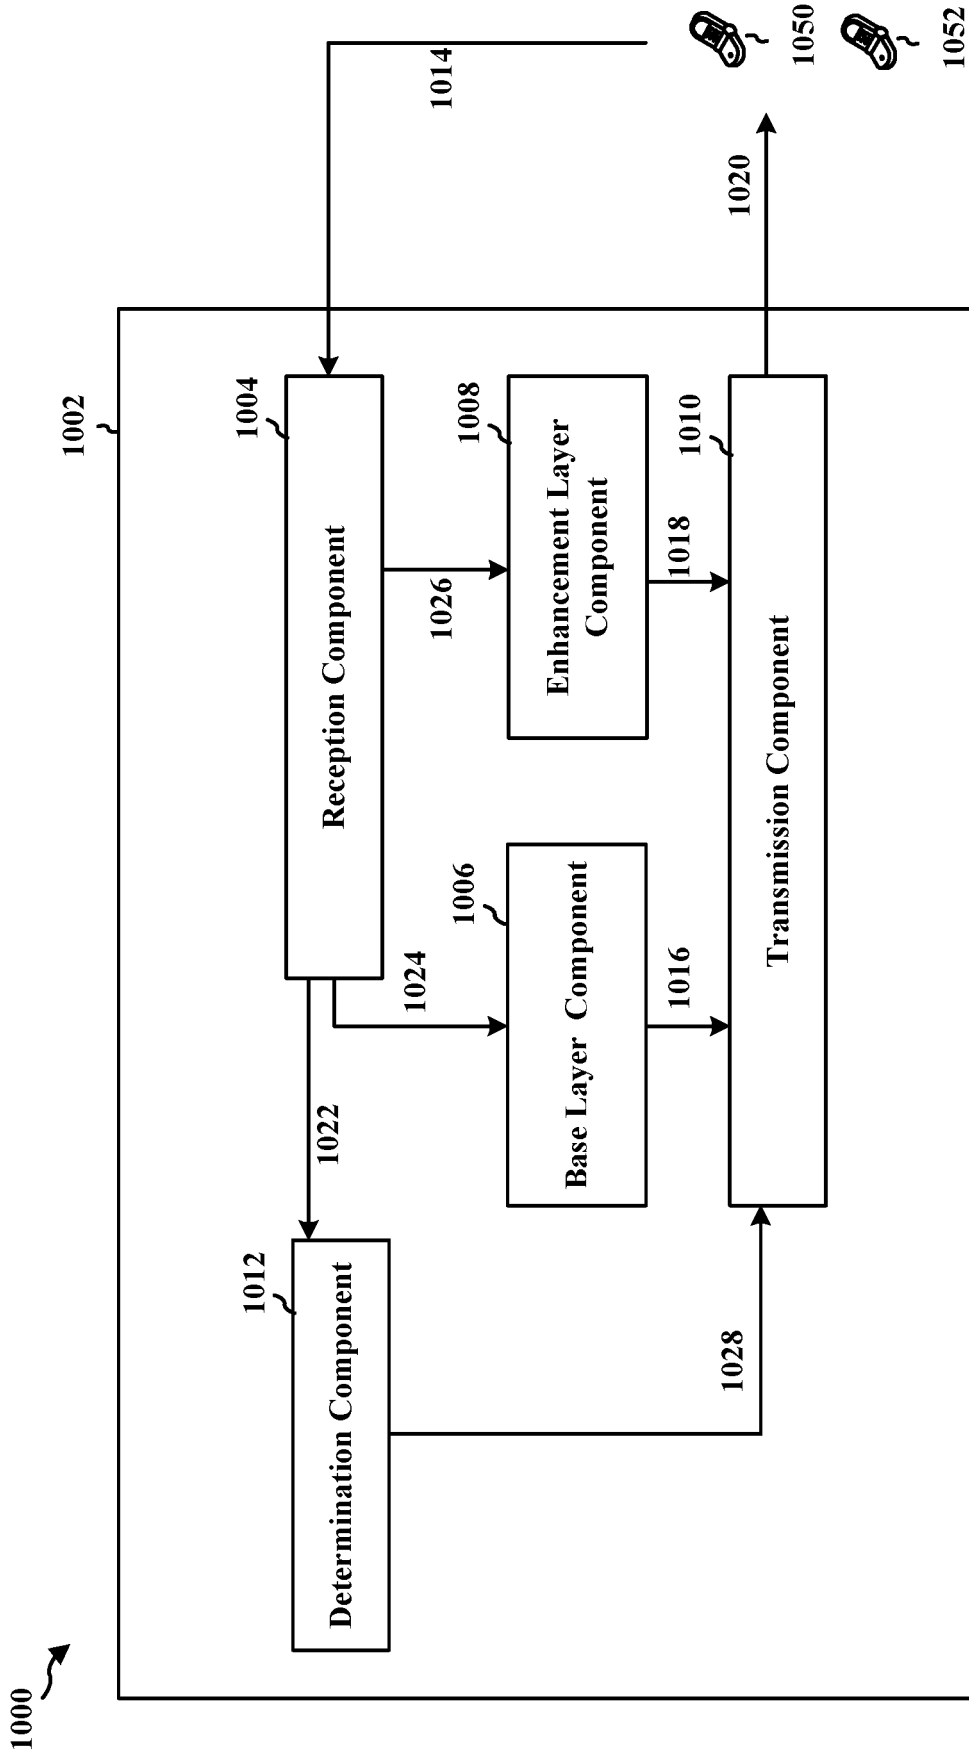 1000
1002
1012
Determination Component
1022
1004
Reception Component
1014
1024
1026
1006
Base Layer Component
1008
Enhancement Layer
Component
1016
1018
1028
1010
Transmission Component
1020
1050
1052